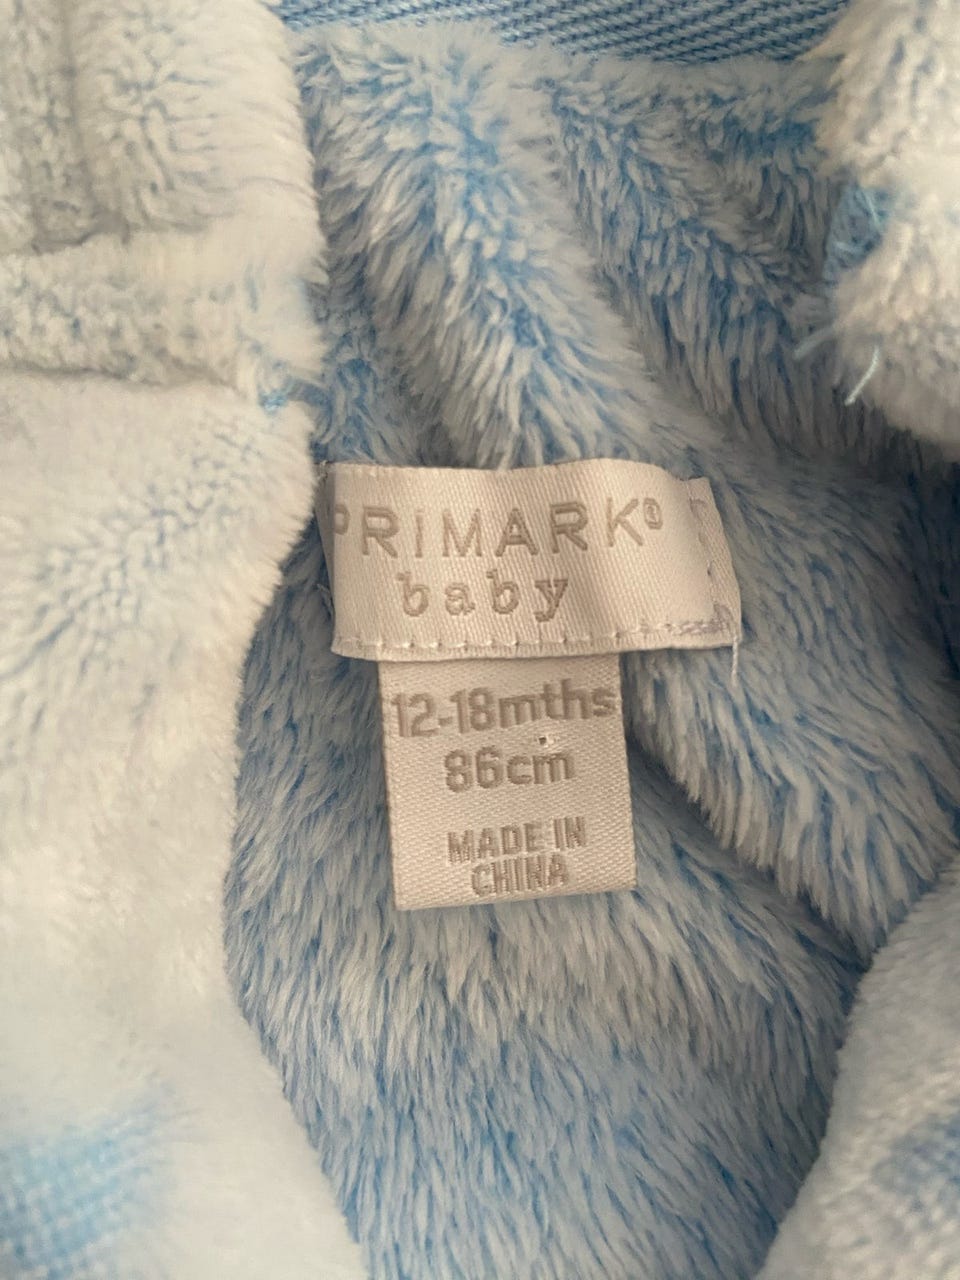 PRIMARK®
baby
12-18mths
86cm
MADE IN
CHINA